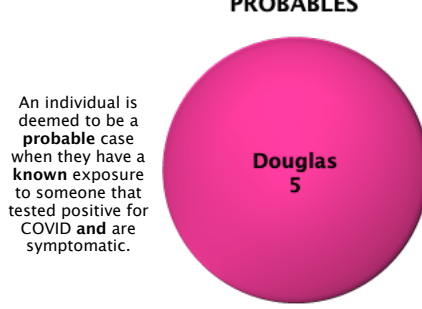 PROBABLES
An individual is
deemed to be a
probable case
when they have a
known exposure
to someone that
tested positive for
COVID and are
symptomatic.
Douglas
5